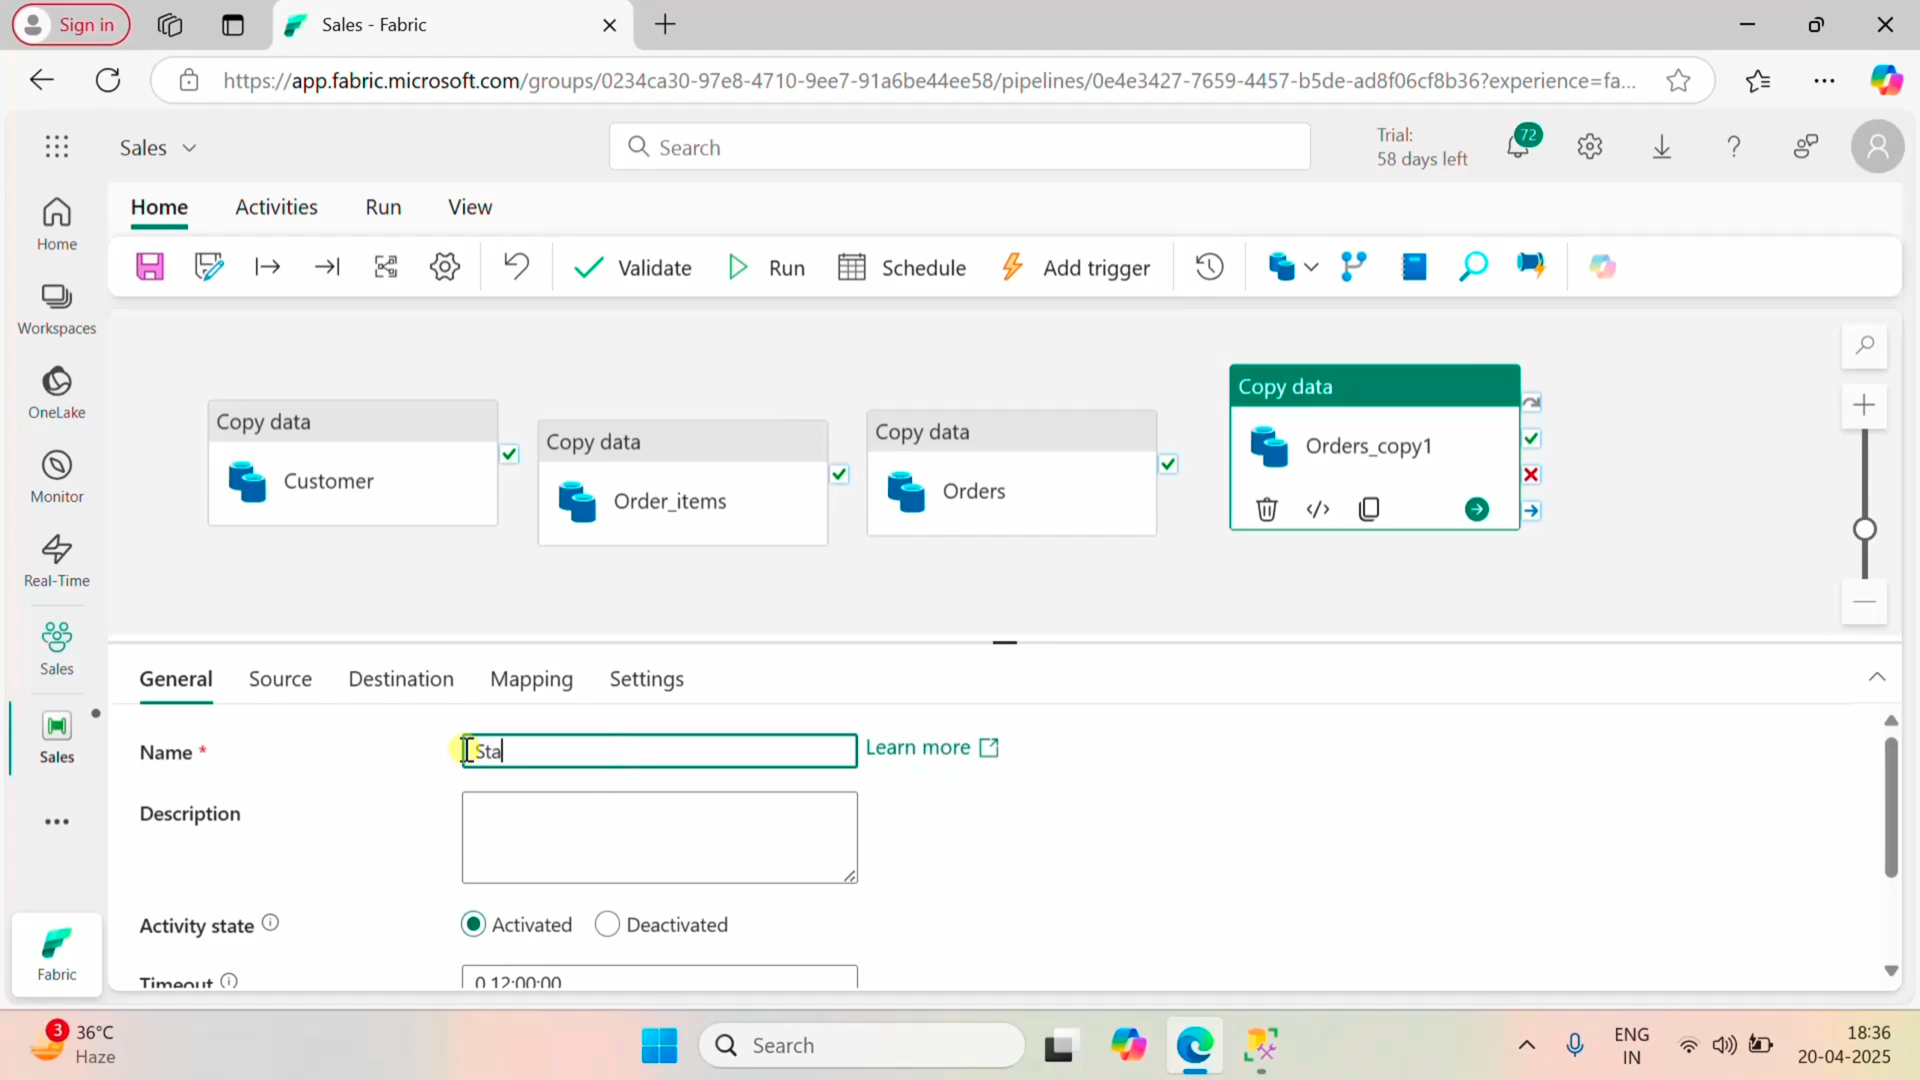 Sign in
Sales - Fabric
https://app.fabric.microsoft.com/groups/0234ca30-97e8-4710-9ee7-91a6be44ee58/pipelines/0e4e3427-7659-4457-b5de-ad8f06cf8b36?experience=fa...
Sales
Search
Trial:
58 days left
72
Home
Activities
Run
View
Validate
Run
Schedule
Add trigger
Home
Workspaces
OneLake
Monitor
Real-Time
Sales
Sales
Fabric
Copy data
Customer
Copy data
Order_items
Copy data
Orders
Copy data
Orders_copy1
General
Source
Destination
Mapping
Settings
Name *
Sta
Learn more
Description
Activity state
Activated
Deactivated
Timeout
0.12:00:00
3
36°C
Haze
Search
ENG
IN
18:36
20-04-2025